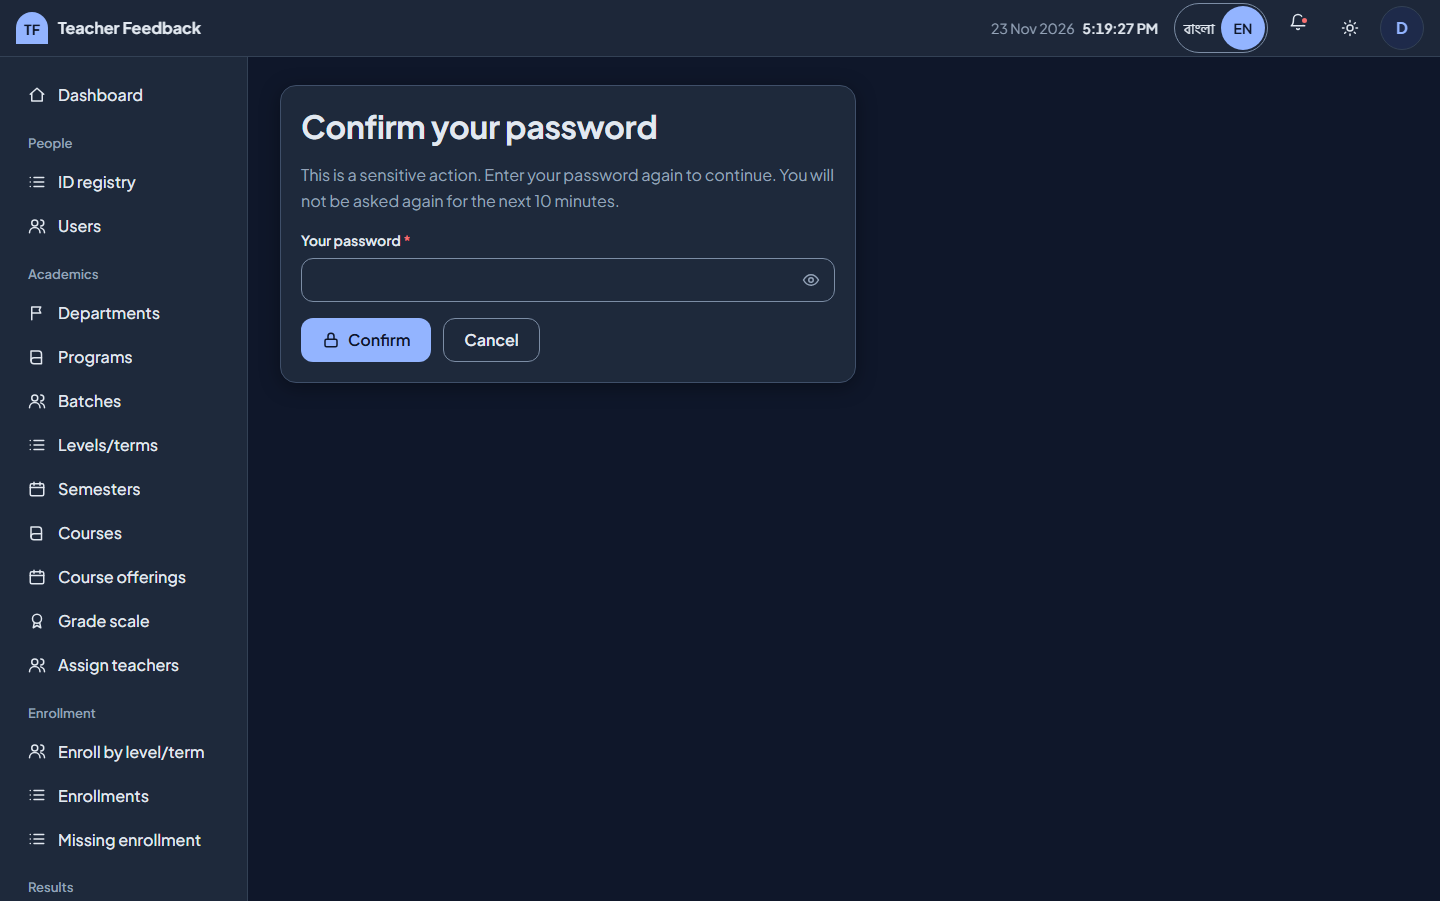 TF Teacher Feedback
23 Nov 2026 5:19:27 PM
বাংলা EN
D
Dashboard
People
ID registry
Users
Academics
Departments
Programs
Batches
Levels/terms
Semesters
Courses
Course offerings
Grade scale
Assign teachers
Enrollment
Enroll by level/term
Enrollments
Missing enrollment
Results
Confirm your password
This is a sensitive action. Enter your password again to continue. You will
not be asked again for the next 10 minutes.
Your password *
Confirm
Cancel